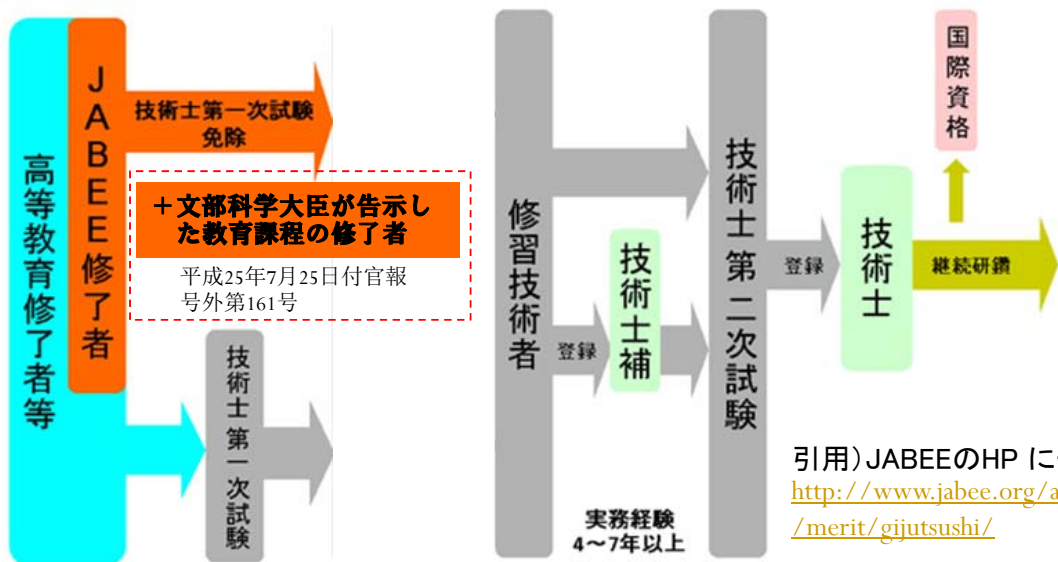 高等教育修了者等
JABEE修了者
技術士第一次試験
免除
＋文部科学大臣が告示し
た教育課程の修了者
平成25年7月25日付官報
号外第161号
技術士第一次試験
修習技術者
登録
技術士補
実務経験
4～7年以上
技術士第二次試験
登録
技術士
国際資格
継続研鑽
引用）JABEEのHP に
http://www.jabee.org/a
/merit/gijutsushi/